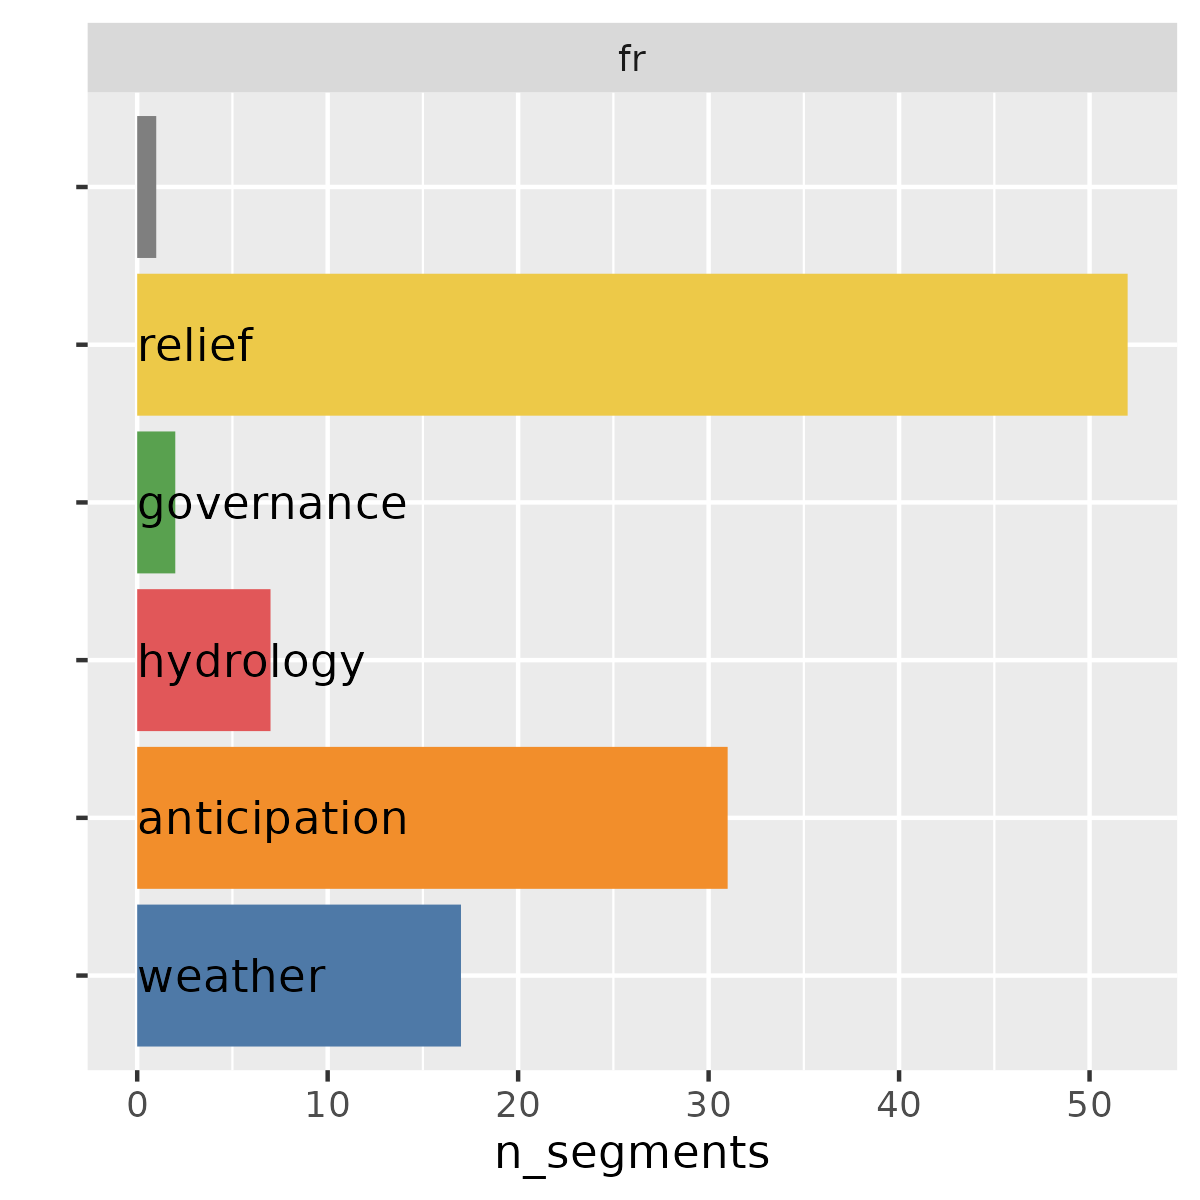 fr
relief
governance
hydrology
anticipation
weather
0 10 20 30 40 50
n_segments